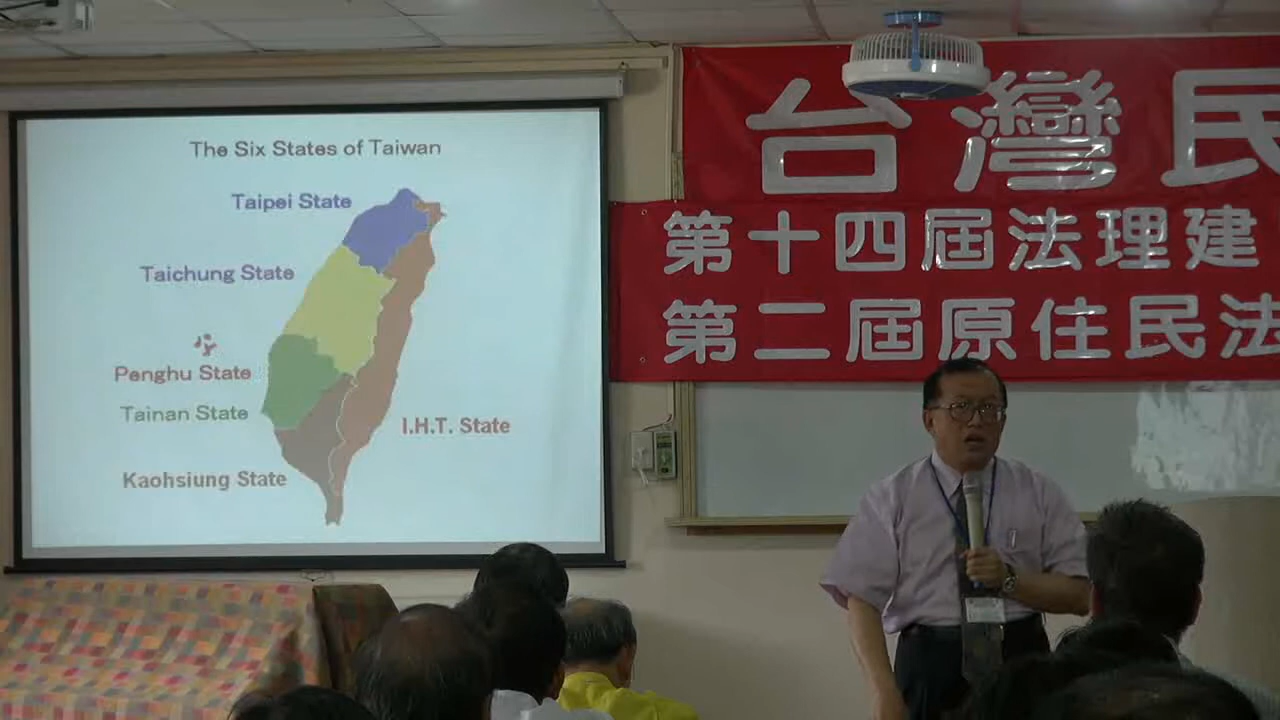 The Six States of Taiwan
Taipei State
Taichung State
Penghu State
Tainan State
I.H.T. State
Kaohsiung State
台灣民
第十四屆法理建
第二屆原住民法